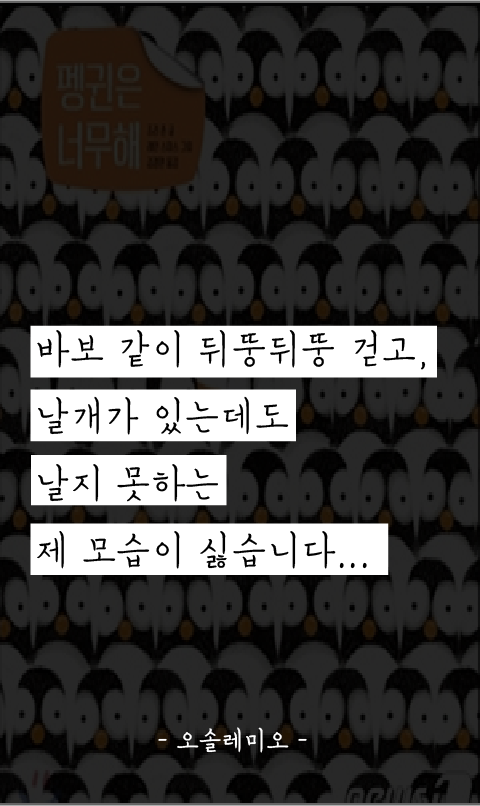 펭귄은
너무해
바보 같이 뒤뚱뒤뚱 걷고,
날개가 있는데도
날지 못하는
제 모습이 싫습니다...
- 오솔레미오 -